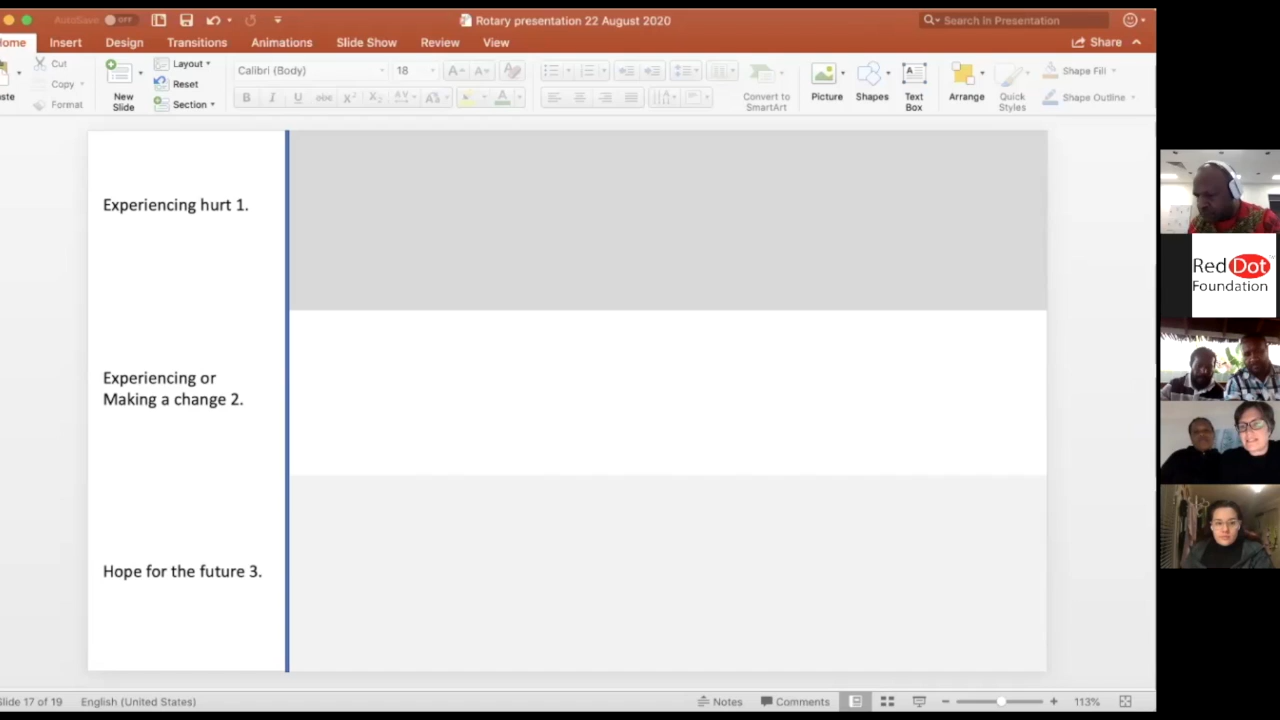 AutoSave OFF
Rotary presentation 22 August 2020
Search in Presentation
Home Insert Design Transitions Animations Slide Show Review View
Share
Cut
Copy
Format
New
Slide
Layout
Reset
Section
Calibri (Body) 18
Convert to
SmartArt
Picture
Shapes
Text
Box
Arrange
Quick
Styles
Shape Fill
Shape Outline
Experiencing hurt 1.
Experiencing or
Making a change 2.
Hope for the future 3.
Red Dot
Foundation
Slide 17 of 19 English (United States)
Notes Comments 113%